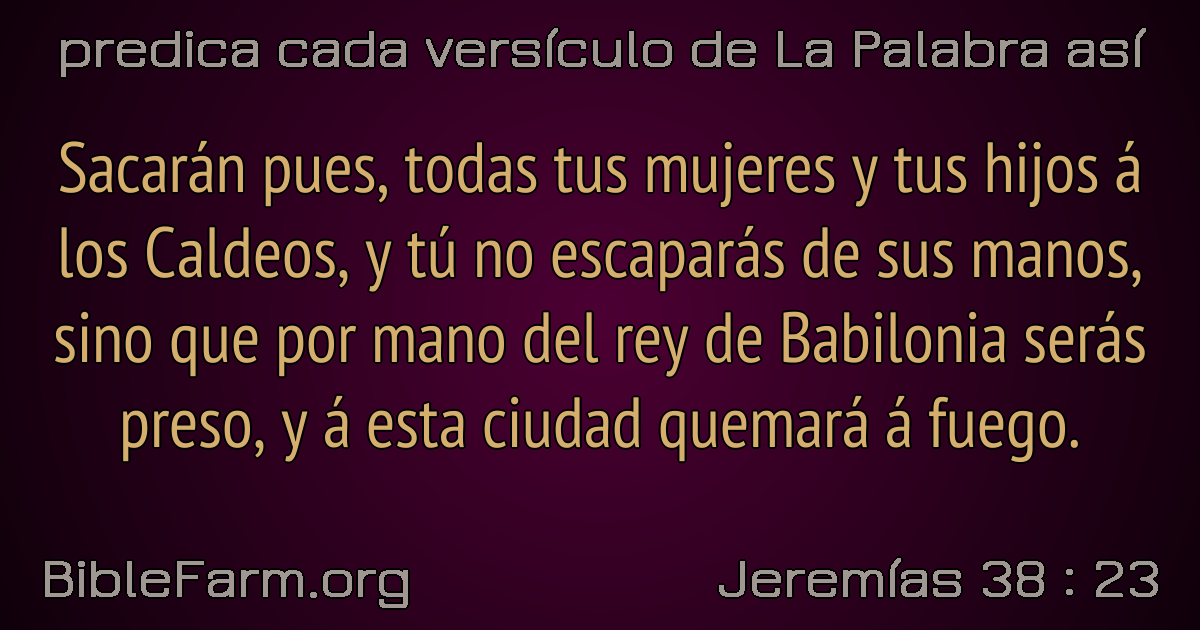 predica cada versículo de La Palabra así
Sacarán pues, todas tus mujeres y tus hijos á
los Caldeos, y tú no escaparás de sus manos,
sino que por mano del rey de Babilonia serás
preso, y á esta ciudad quemará á fuego.
BibleFarm.org
Jeremías 38 : 23